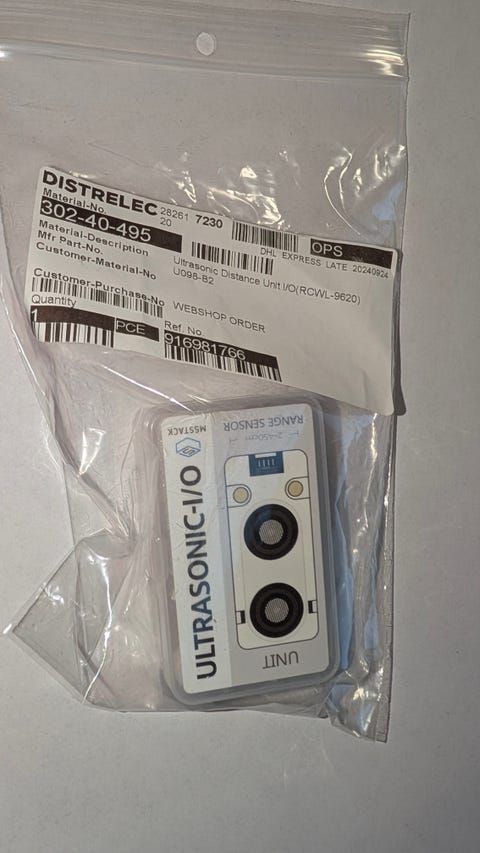 DISTRELEC 28261 7230
Material-No. 20
302-40-495 OPS
DHL EXPRESS LATE 20240924
Material-Description Ultrasonic Distance Unit I/O(RCWL-9620)
Mfr Part-No. U098-B2
Customer-Material-No
Customer-Purchase-No WEBSHOP ORDER
Quantity Ref. No.
1 PCE 916981766
M5STACK
ULTRASONIC-I/O
RANGE SENSOR
2~450cm
UNIT